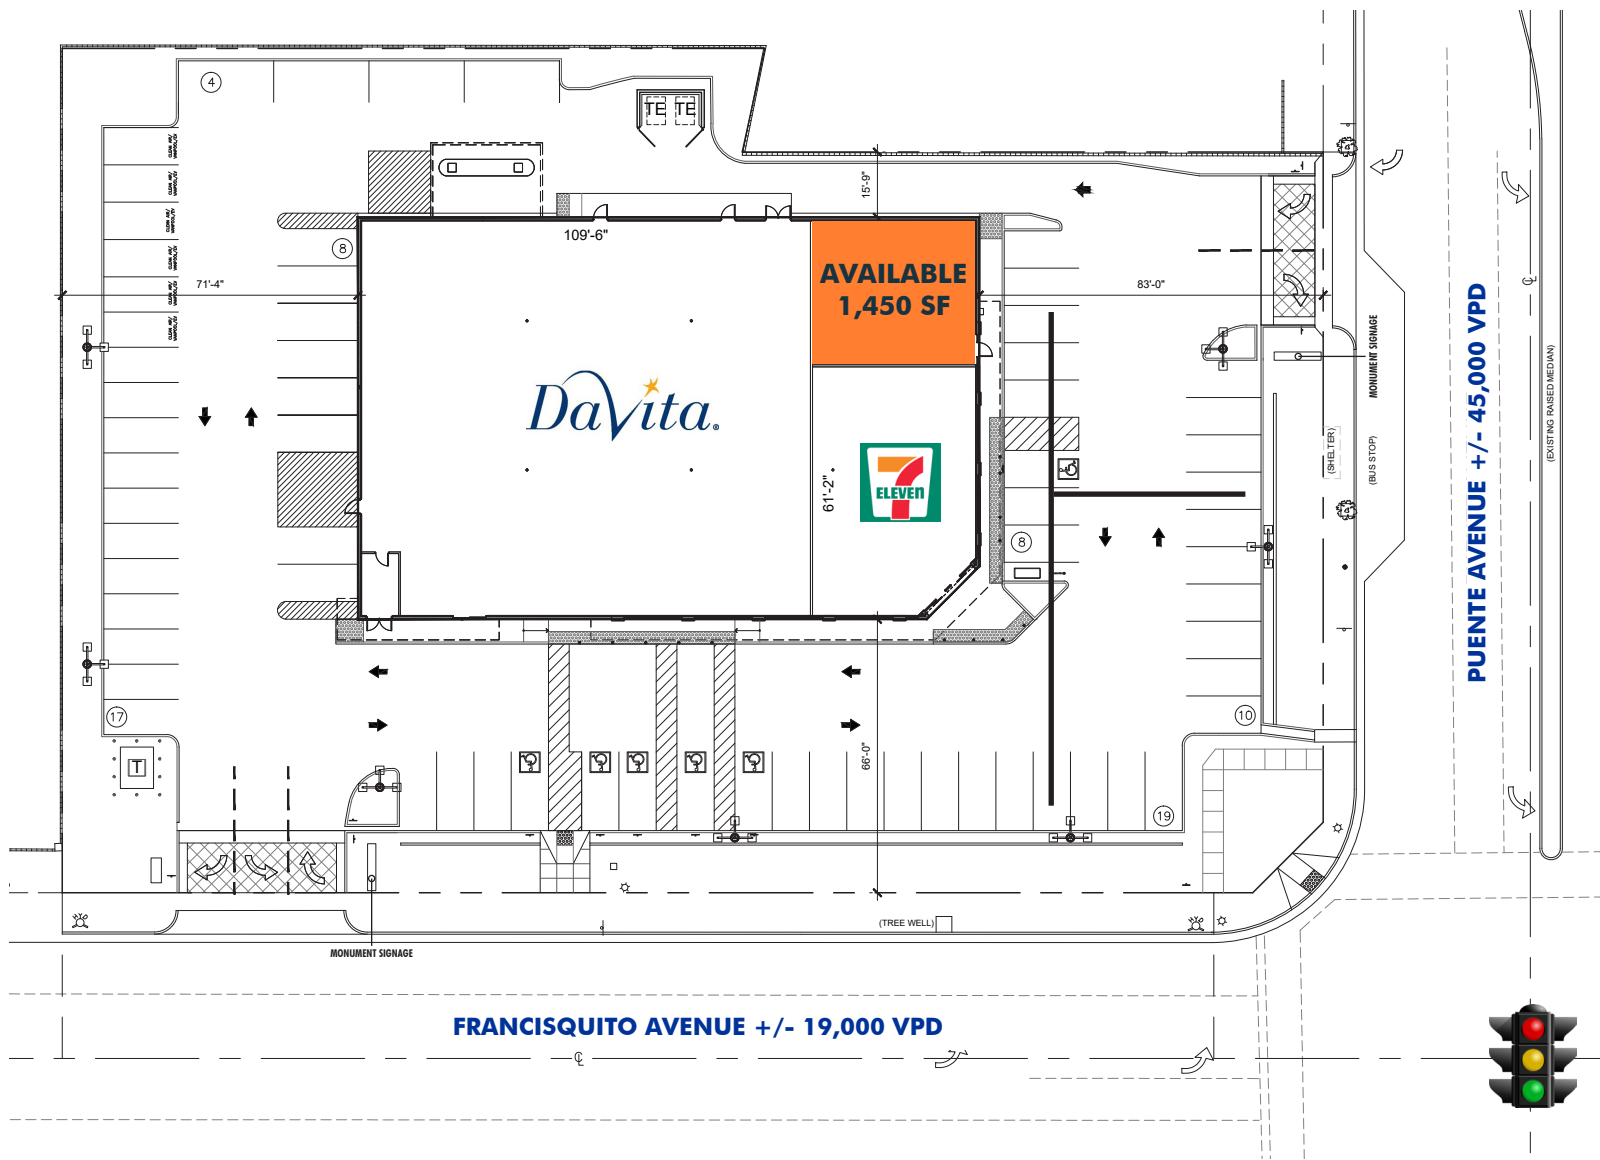 4
TE TE
15'-9"
109'-6"
8
AVAILABLE
1,450 SF
71'-4"
83'-0"
MONUMENT SIGNAGE
DaVita®
7
ELEVEn
61'-2"
(SHELTER)
(BUS STOP)
PUENTE AVENUE +/- 45,000 VPD
(EXISTING RAISED MEDIAN)
8
17
10
T
66'-0"
19
(TREE WELL)
MONUMENT SIGNAGE
FRANCISQUITO AVENUE +/- 19,000 VPD